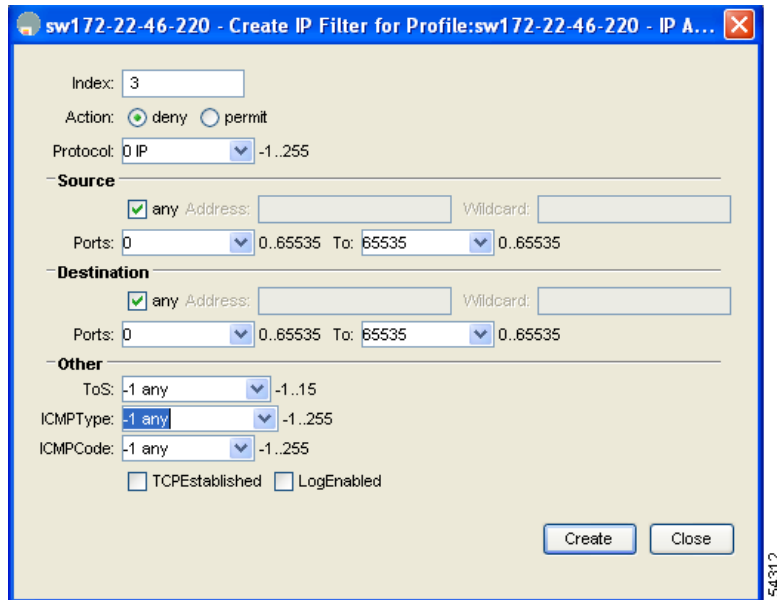 sw172-22-46-220 - Create IP Filter for Profile:sw172-22-46-220 - IP A...
Index: 3
Action: deny permit
Protocol: 0 IP -1..255
Source
any Address: Wildcard:
Ports: 0 0..65535 To: 65535 0..65535
Destination
any Address: Wildcard:
Ports: 0 0..65535 To: 65535 0..65535
Other
ToS: -1 any -1..15
ICMPType: -1 any -1..255
ICMPCode: -1 any -1..255
TCPEstablished LogEnabled
Create Close
54312